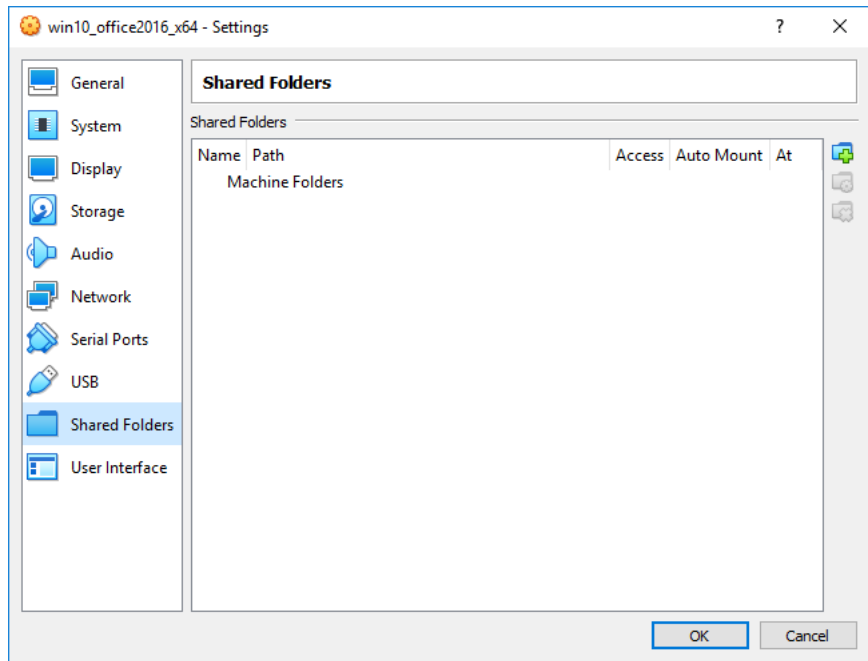 win10_office2016_x64 - Settings
?
General
System
Display
Storage
Audio
Network
Serial Ports
USB
Shared Folders
User Interface
Shared Folders
Shared Folders
Name Path Access Auto Mount At
Machine Folders
OK Cancel